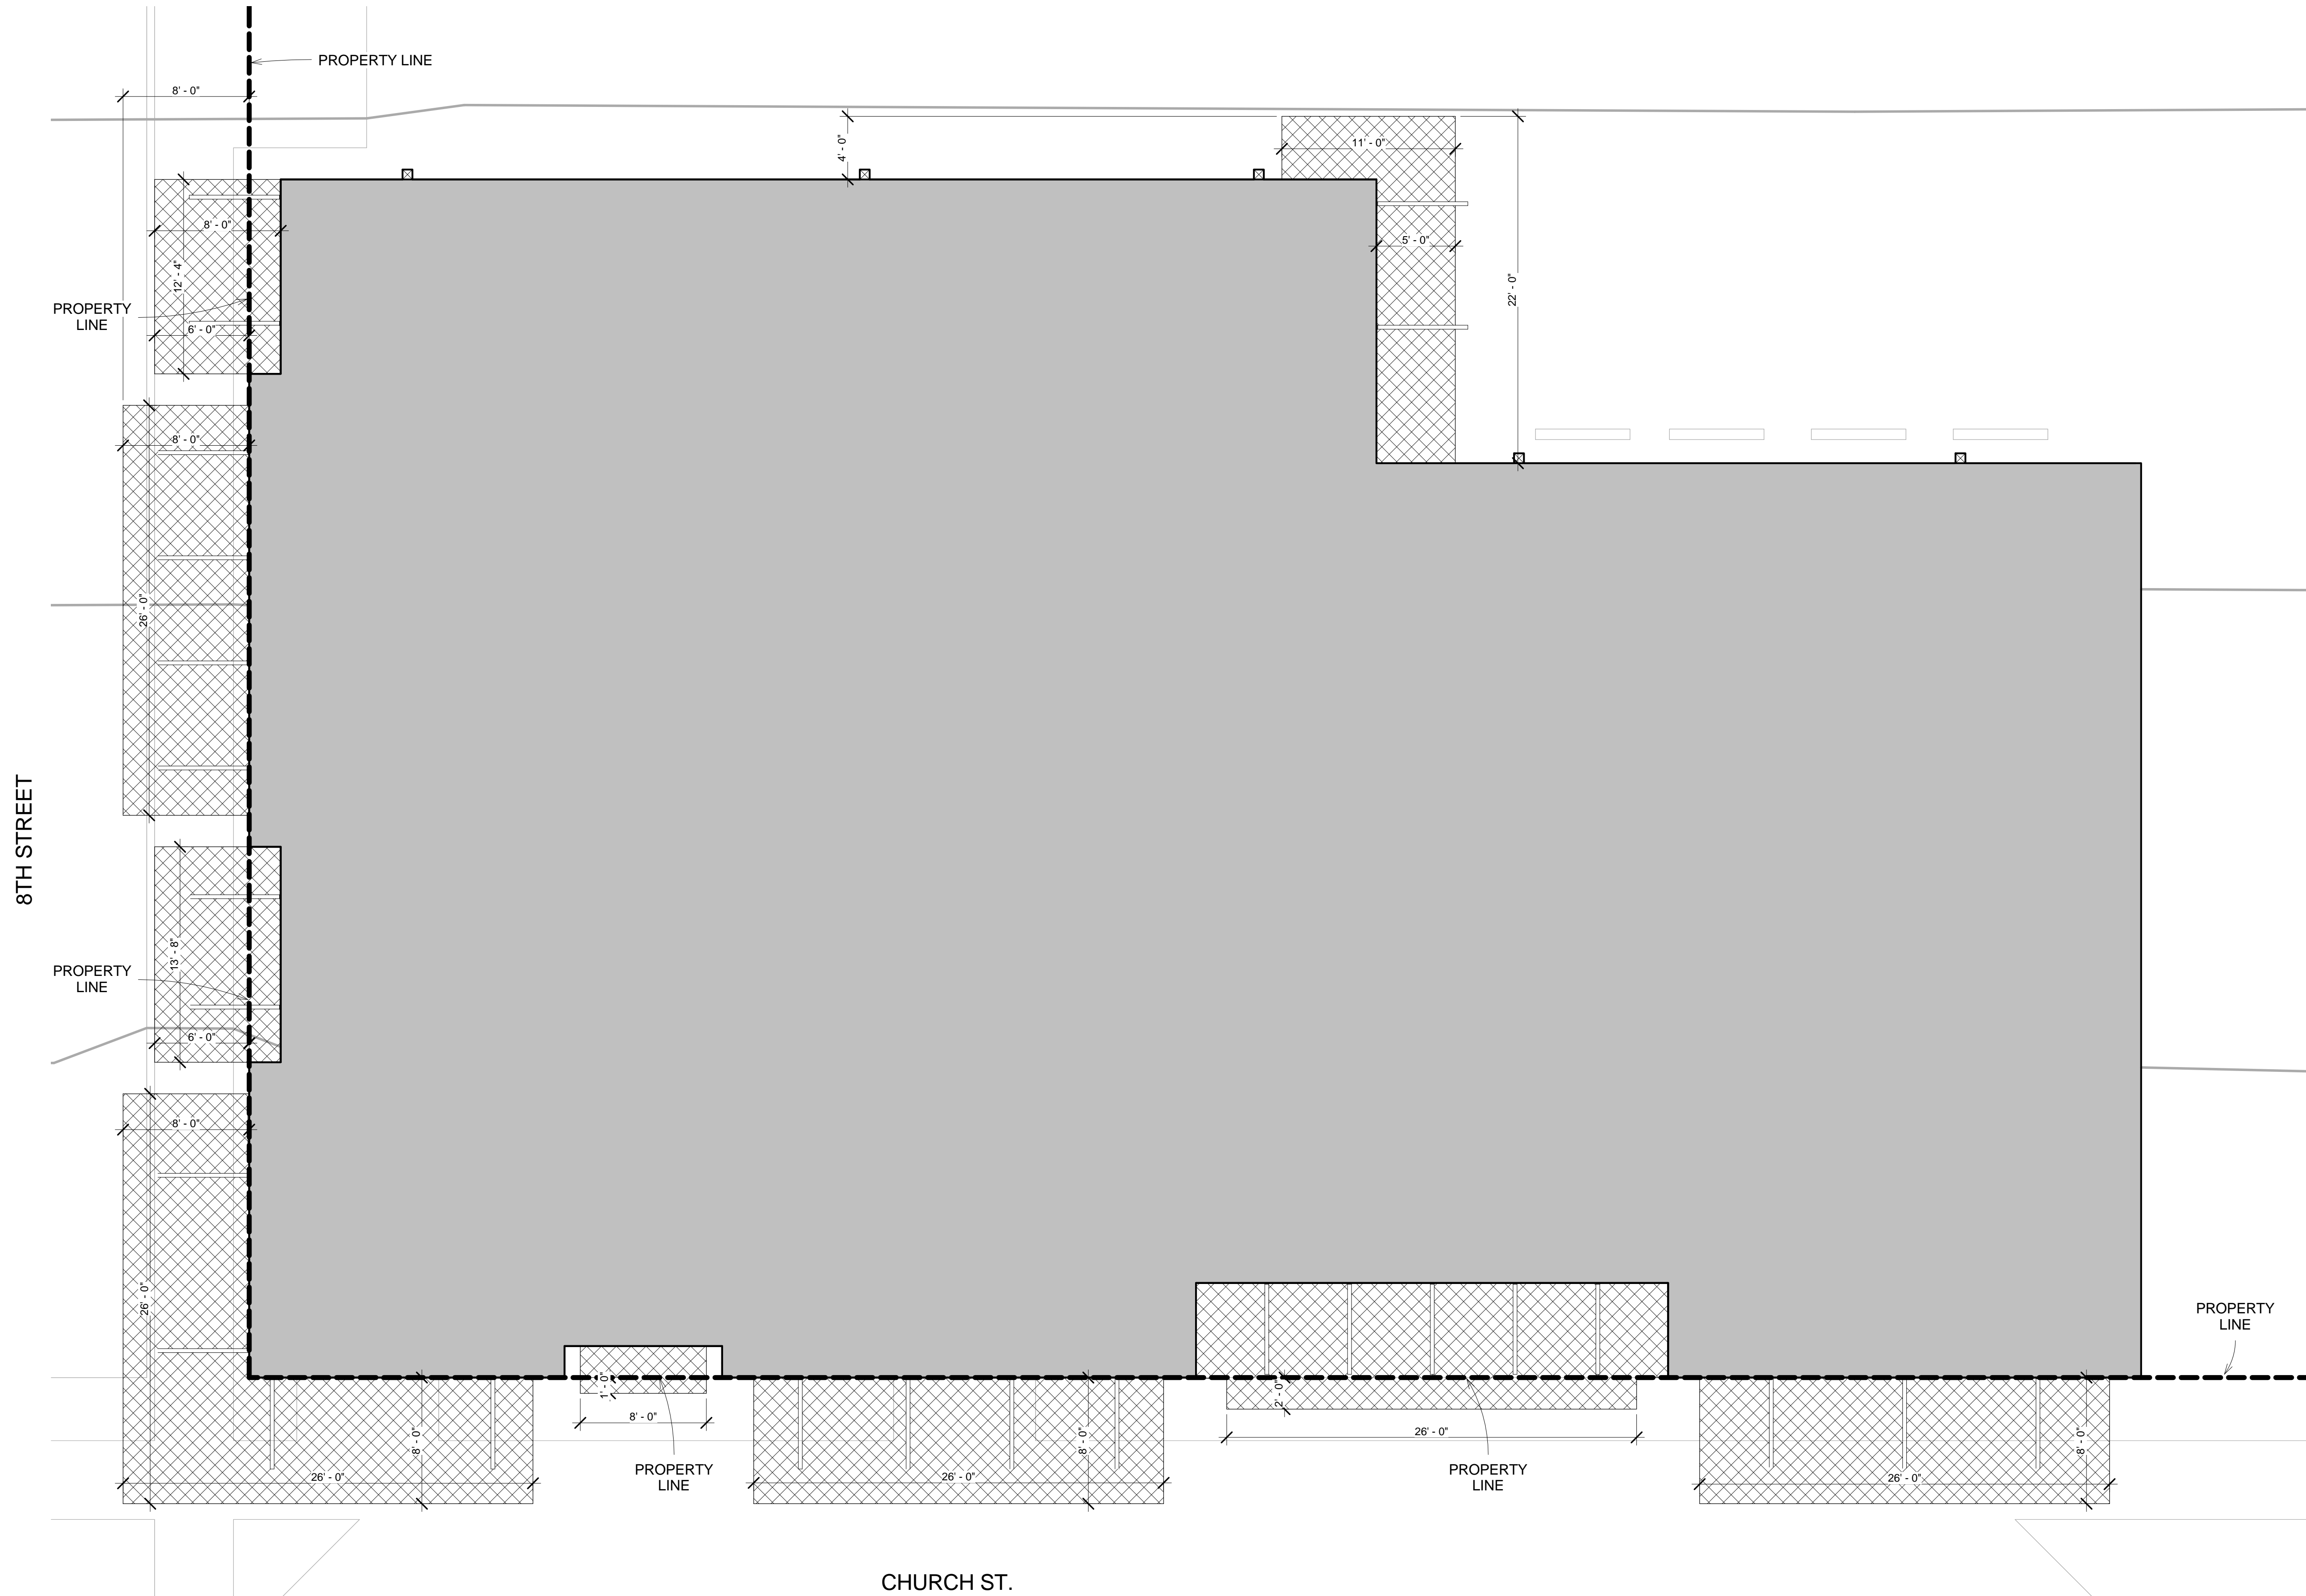 PROPERTY LINE
8' - 0"
4' - 0"
11' - 0"
8' - 0"
5' - 0"
12' - 4"
22' - 0"
PROPERTY
LINE
6' - 0"
8' - 0"
26' - 0"
8TH STREET
13' - 8"
PROPERTY
LINE
6' - 0"
8' - 0"
26' - 0"
PROPERTY
LINE
1' - 0"
2' - 0"
8' - 0"
8' - 0"
26' - 0"
8' - 0"
8' - 0"
26' - 0"
PROPERTY
LINE
26' - 0"
PROPERTY
LINE
26' - 0"
CHURCH ST.